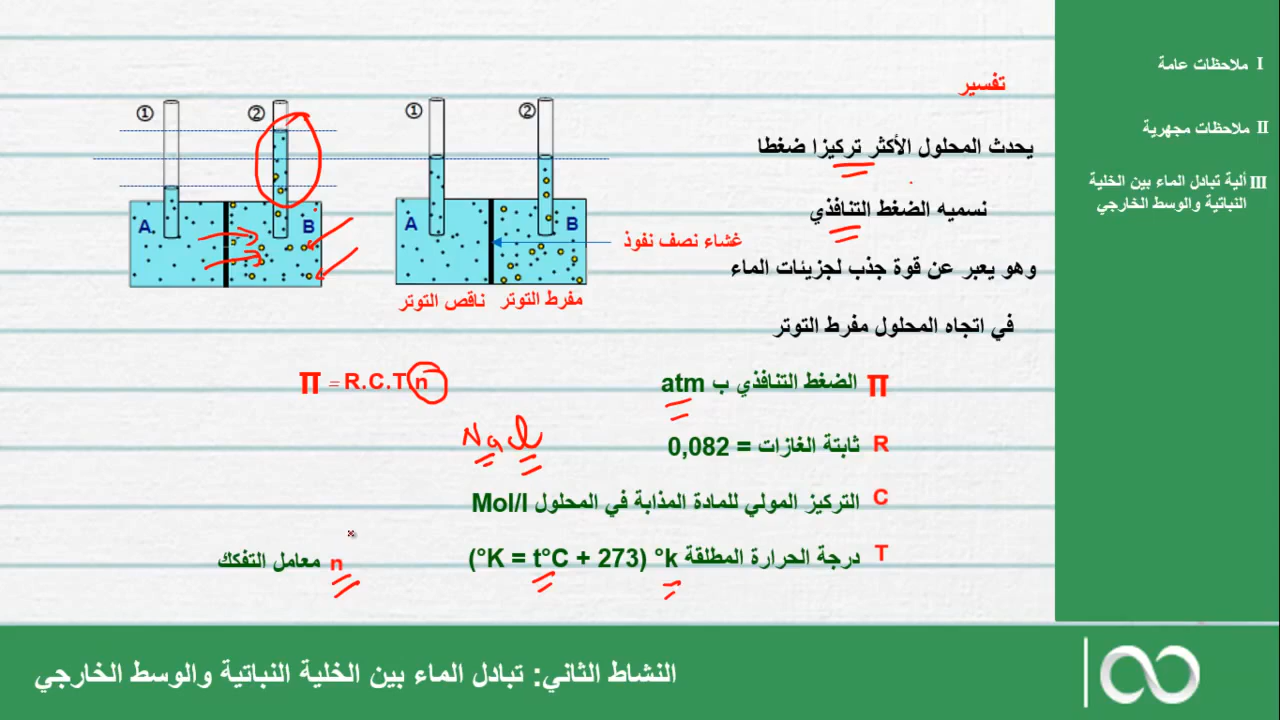 I ملاحظات عامة
II ملاحظات مجهرية
III ألية تبادل الماء بين الخلية
النباتية والوسط الخارجي
تفسير
يحدث المحلول الأكثر تركيزا ضغطا
نسميه الضغط التنافذي
وهو يعبر عن قوة جذب لجزيئات الماء
في اتجاه المحلول مفرط التوتر
① ②
A B
① ②
A B
غشاء نصف نفوذ
مفرط التوتر
ناقص التوتر
π الضغط التنافذي ب atm
π = R.C.T.n
R ثابتة الغازات = 0,082
NaCl
C التركيز المولي للمادة المذابة في المحلول Mol/l
T درجة الحرارة المطلقة k° (°K = t°C + 273)
n معامل التفكك
النشاط الثاني: تبادل الماء بين الخلية النباتية والوسط الخارجي